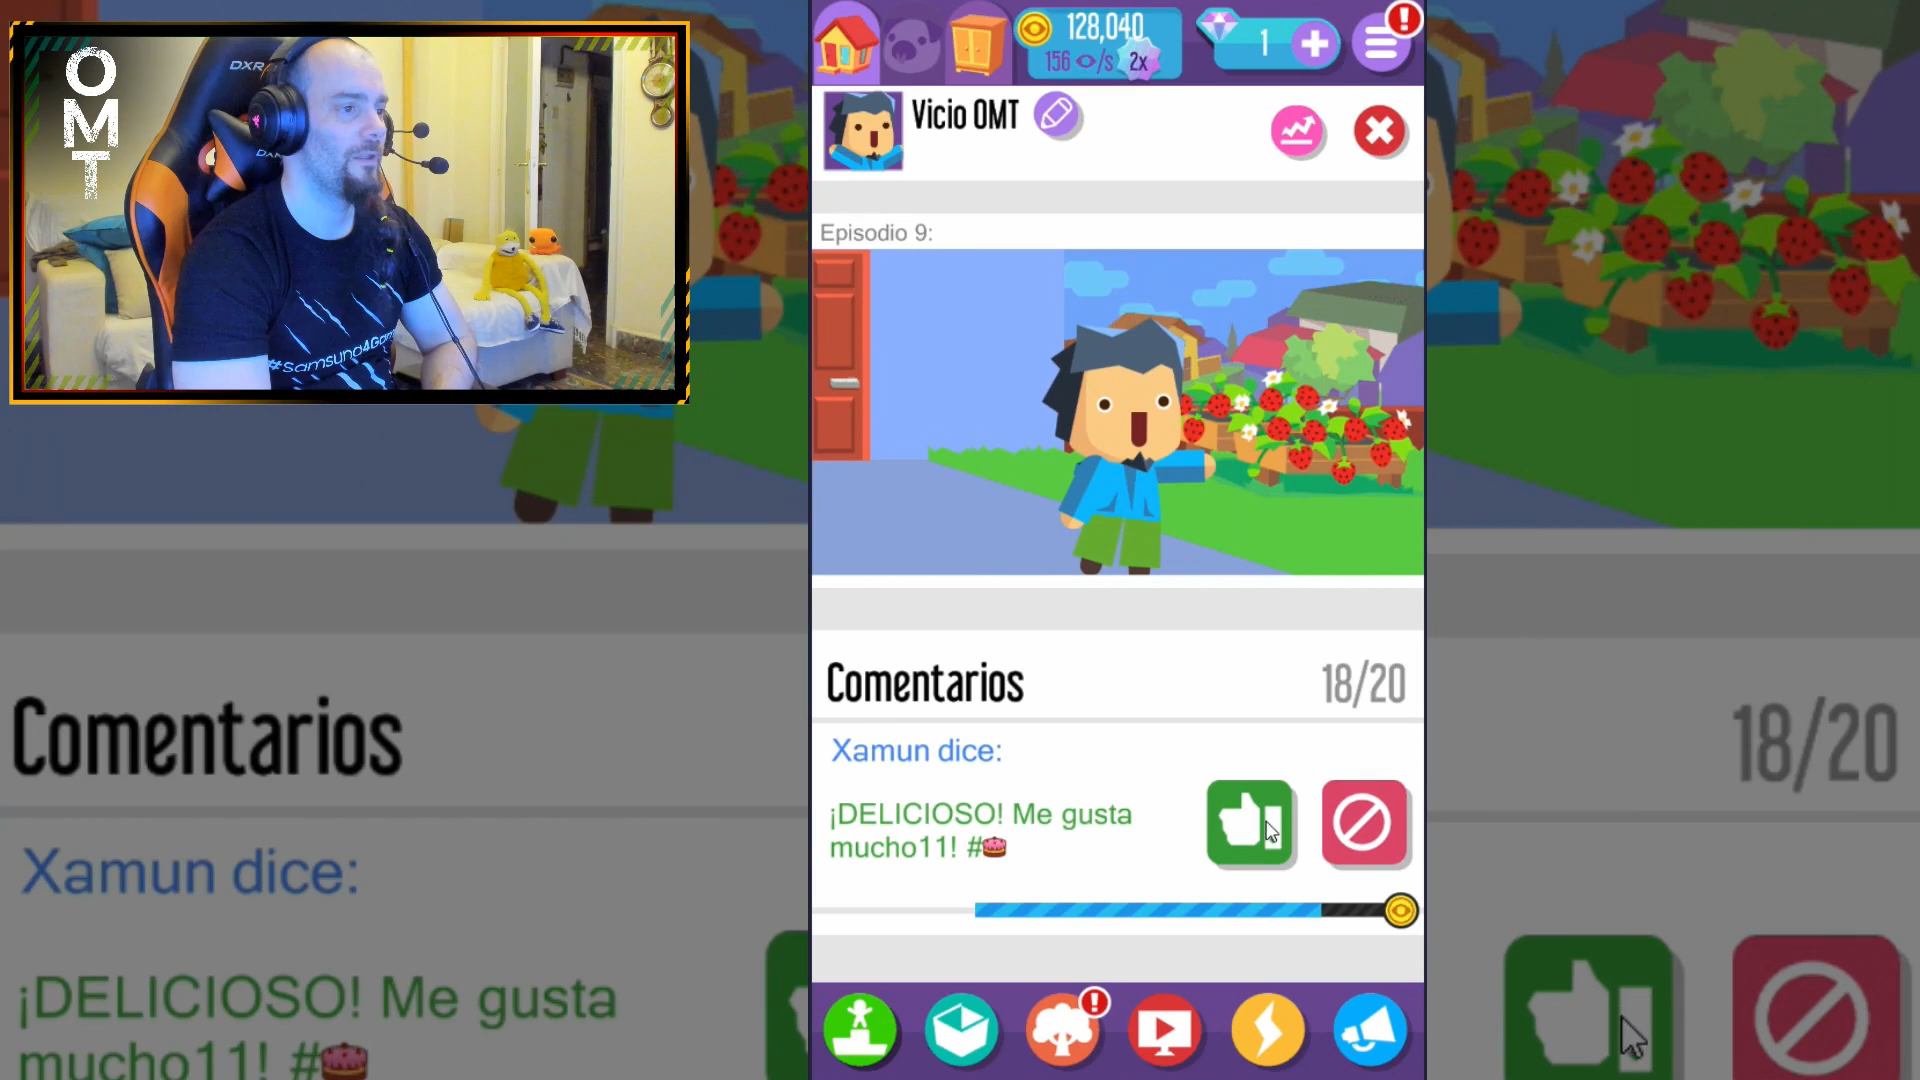 OMT
DXR
#Samsung4Ga
128,040
156 /s 2x
1
Vicio OMT
Episodio 9:
Comentarios
18/20
Xamun dice:
¡DELICIOSO! Me gusta
mucho11! #🎂
Comentarios
18/20
Xamun dice:
¡DELICIOSO! Me gusta
mucho11! #🎂